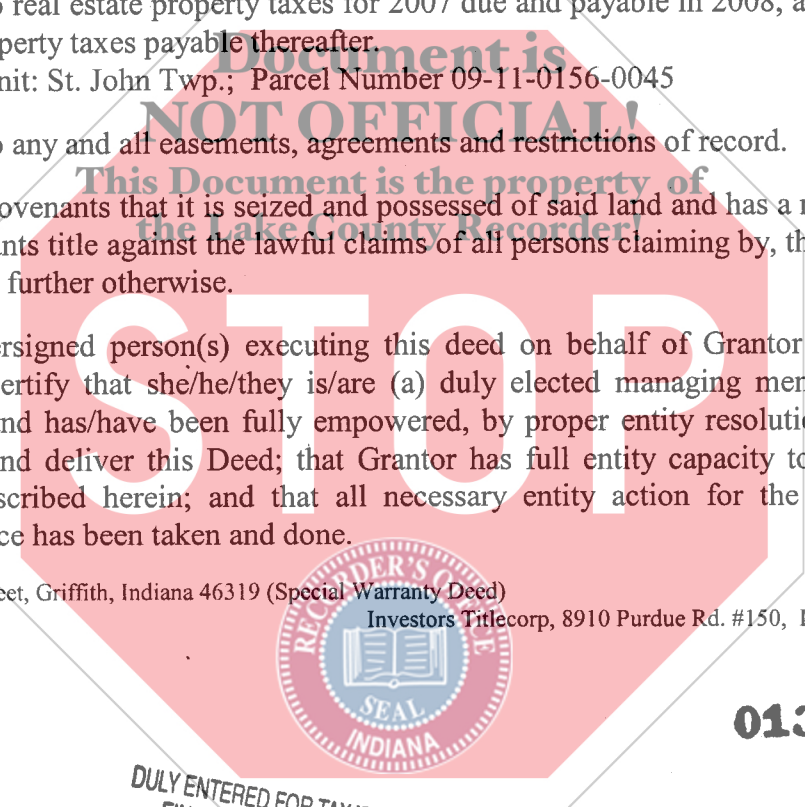 real estate property taxes for 2007 due and payable in 2008,
perty taxes payable thereafter.
Document is
nit: St. John Twp.; Parcel Number 09-11-0156-0045
NOT OFFICIAL!
any and all easements, agreements and restrictions of record.
This Document is the property of
ovenants that it is seized and possessed of said land and has a
the Lake County Recorder!
nts title against the lawful claims of all persons claiming by, th
further otherwise.
STOP
ersigned person(s) executing this deed on behalf of Grantor
ertify that she/he/they is/are (a) duly elected managing mem
nd has/have been fully empowered, by proper entity resoluti
nd deliver this Deed; that Grantor has full entity capacity to
scribed herein; and that all necessary entity action for the
ce has been taken and done.
eet, Griffith, Indiana 46319 (Special Warranty Deed)
Investors Titlecorp, 8910 Purdue Rd. #150,
RECORDER'S OFFICE
SEAL
INDIANA
013
DULY ENTERED FOR TAX